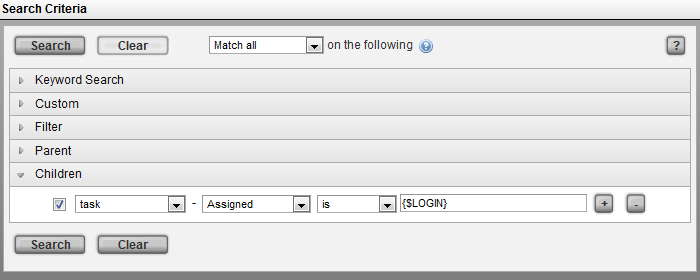 Search Criteria
Search Clear Match all on the following ? ?
Keyword Search
Custom
Filter
Parent
Children
task - Assigned is {$LOGIN} + -
Search Clear